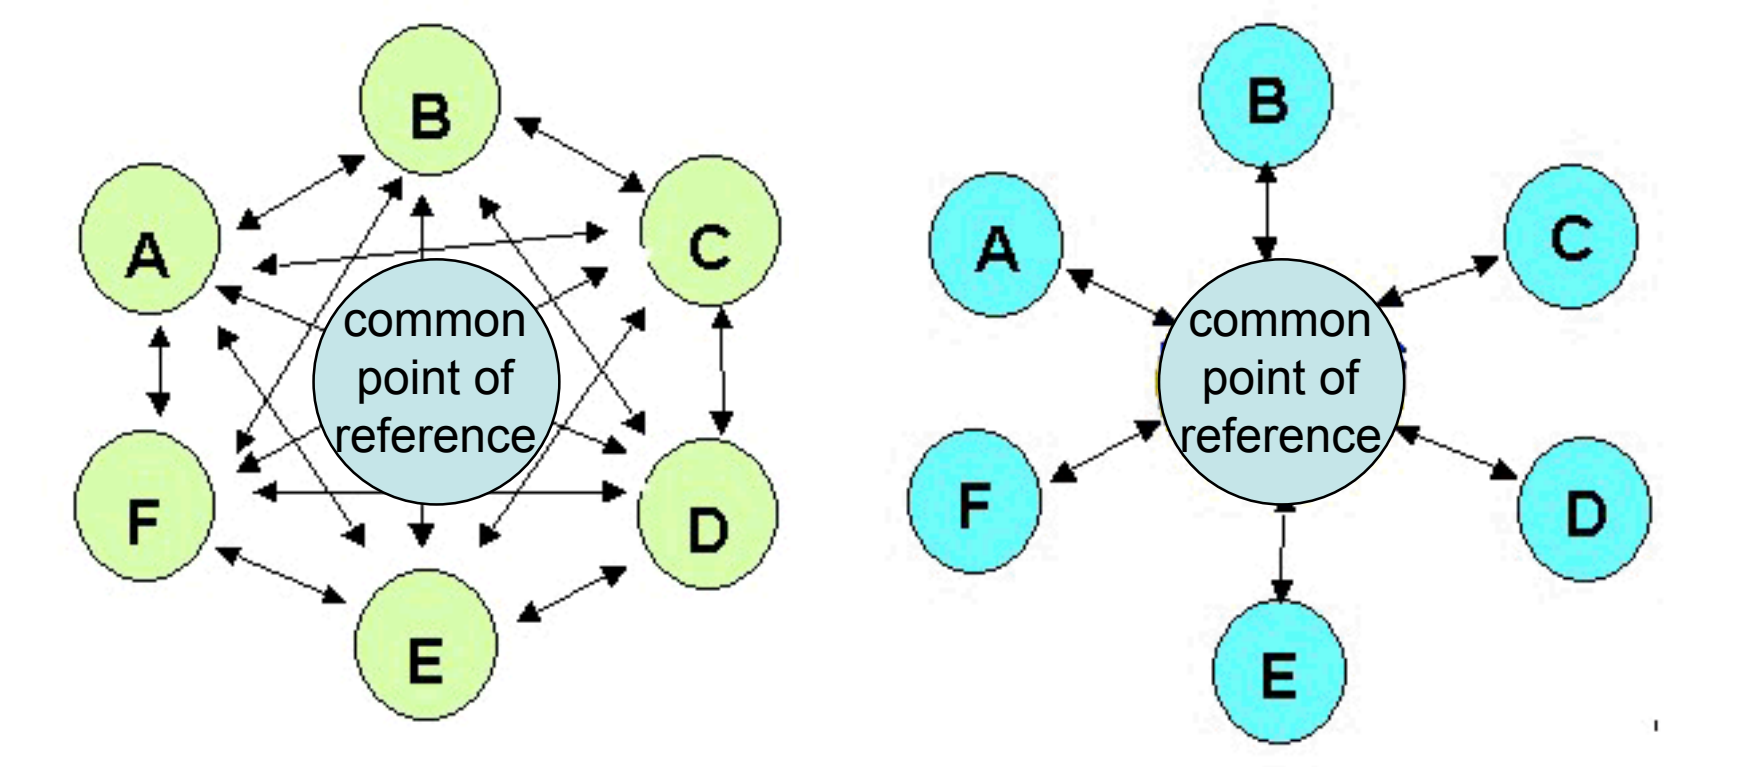 B
A
C
common
point of
reference
F
D
E
B
A
C
common
point of
reference
F
D
E